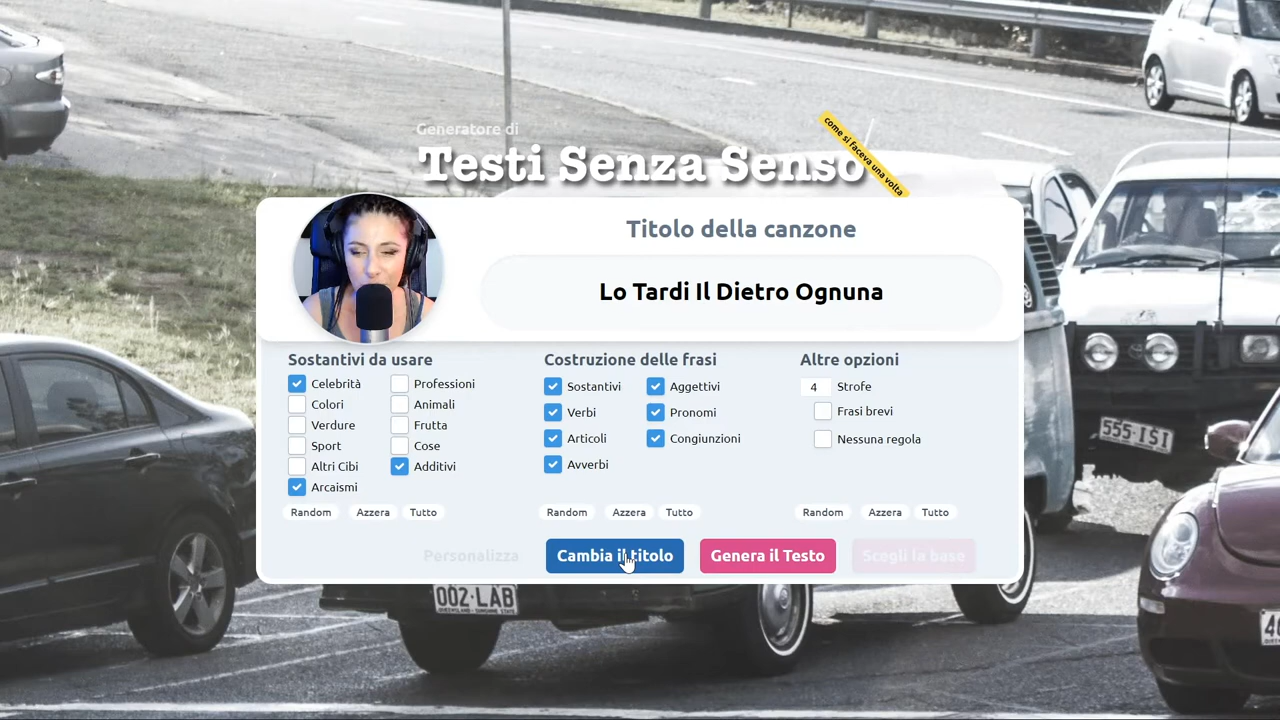 Generatore di
Testi Senza Senso
come si faceva una volta
Titolo della canzone
Lo Tardi Il Dietro Ognuna
Sostantivi da usare
Celebrità
Professioni
Colori
Animali
Verdure
Frutta
Sport
Cose
Altri Cibi
Additivi
Arcaismi
Random
Azzera
Tutto
Costruzione delle frasi
Sostantivi
Aggettivi
Verbi
Pronomi
Articoli
Congiunzioni
Avverbi
Random
Azzera
Tutto
Altre opzioni
4 Strofe
Frasi brevi
Nessuna regola
Random
Azzera
Tutto
Personalizza
Cambia il titolo
Genera il Testo
Scegli la base
555·ISI
002·LAB
QUEENSLAND - SUNSHINE STATE